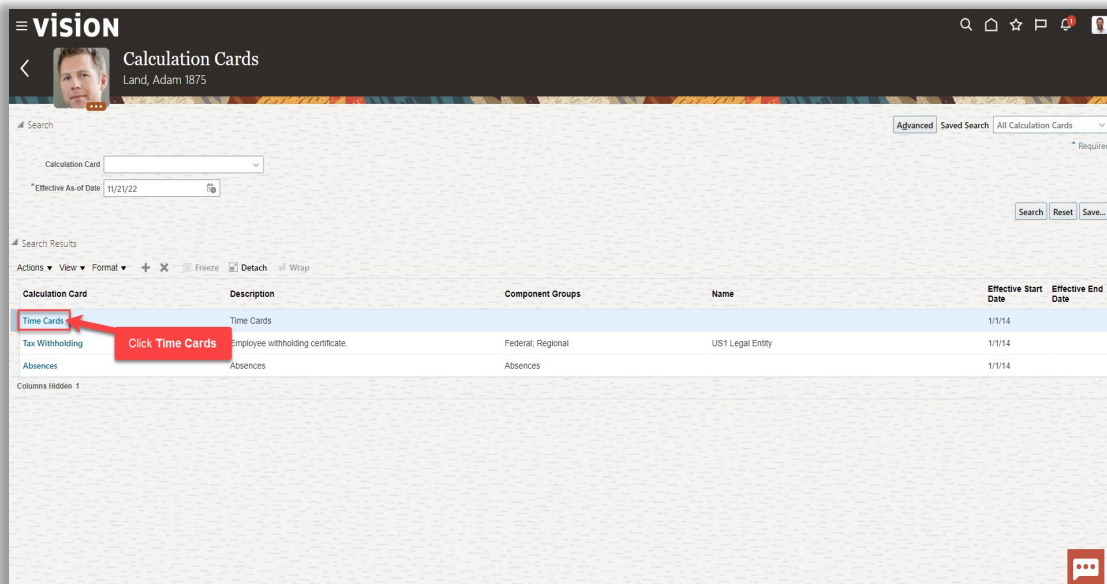 vision
1
Calculation Cards
Land, Adam 1875
Search
Advanced Saved Search All Calculation Cards
* Required
Calculation Card
*Effective As-of Date 11/21/22
Search Reset Save...
Search Results
Actions View Format Freeze Detach Wrap
Calculation Card Description Component Groups Name Effective Start Date Effective End Date
Time Cards Time Cards 1/1/14
Click Time Cards
Tax Withholding Employee withholding certificate. Federal; Regional US1 Legal Entity 1/1/14
Absences Absences Absences 1/1/14
Columns Hidden 1